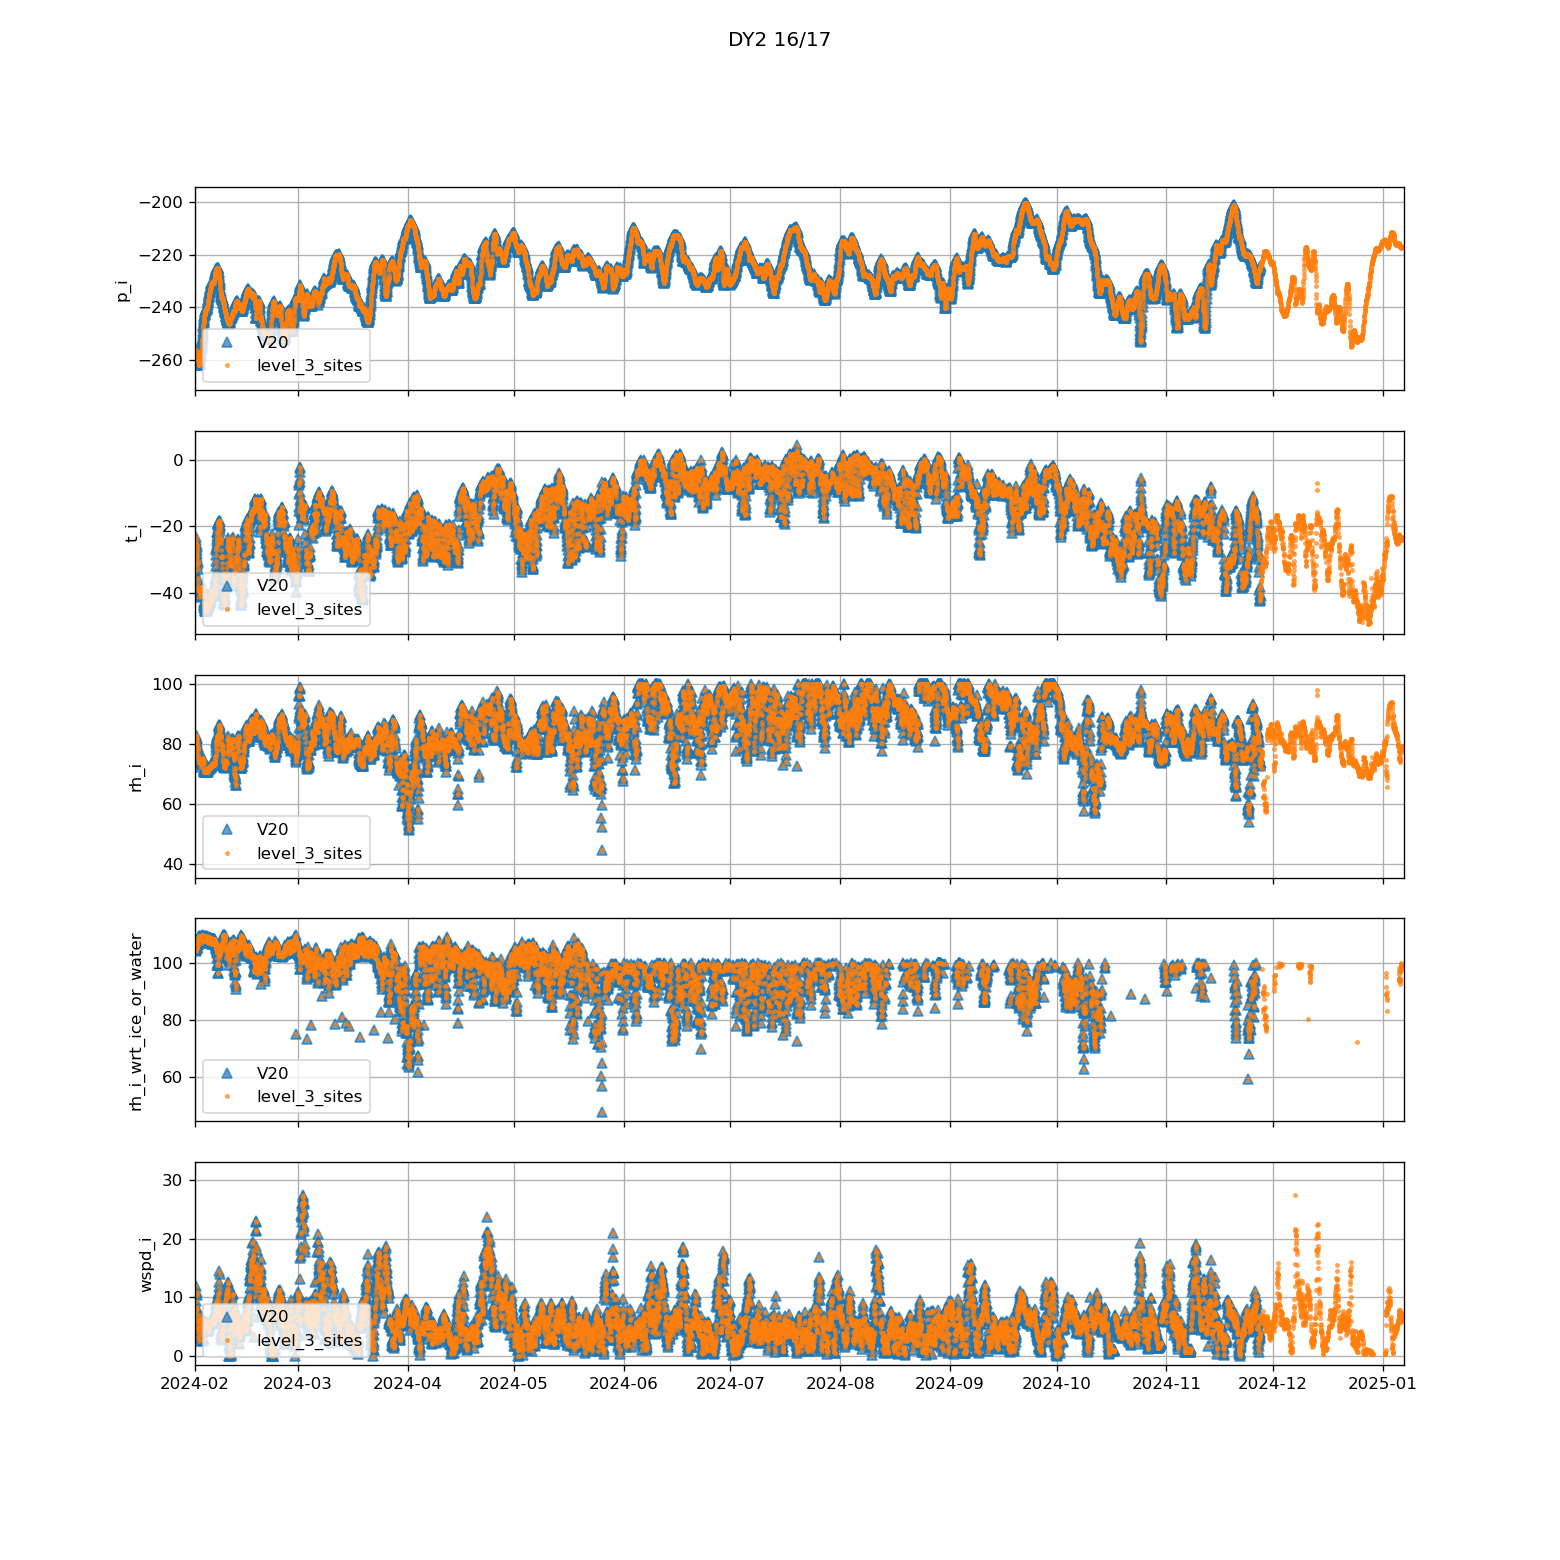 DY2 16/17
−200
−220
−240
−260
p_i
V20
level_3_sites
0
−20
−40
t_i
V20
level_3_sites
100
80
60
40
rh_i
V20
level_3_sites
100
80
60
rh_i_wrt_ice_or_water
V20
level_3_sites
30
20
10
0
wspd_i
V20
level_3_sites
2024-02 2024-03 2024-04 2024-05 2024-06 2024-07 2024-08 2024-09 2024-10 2024-11 2024-12 2025-01